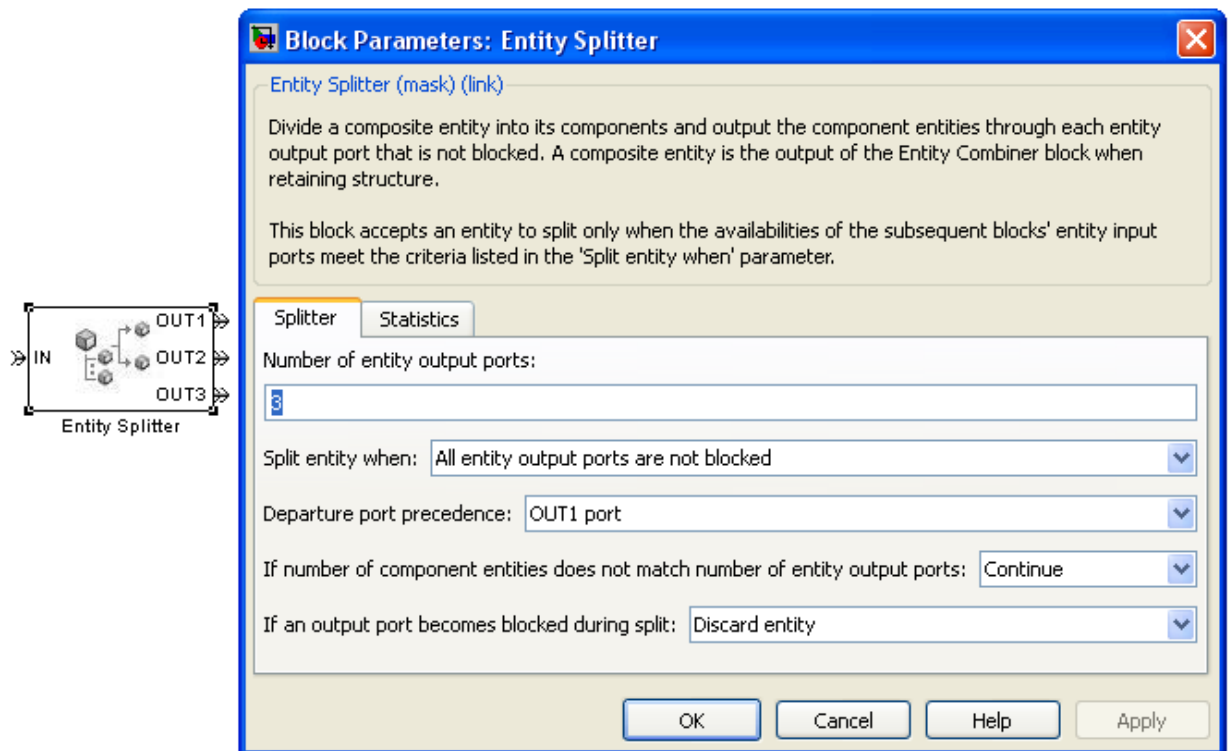 Block Parameters: Entity Splitter
Entity Splitter (mask) (link)
Divide a composite entity into its components and output the component entities through each entity
output port that is not blocked. A composite entity is the output of the Entity Combiner block when
retaining structure.
This block accepts an entity to split only when the availabilities of the subsequent blocks' entity input
ports meet the criteria listed in the 'Split entity when' parameter.
Splitter Statistics
Number of entity output ports:
3
Split entity when: All entity output ports are not blocked
Departure port precedence: OUT1 port
If number of component entities does not match number of entity output ports: Continue
If an output port becomes blocked during split: Discard entity
OK Cancel Help Apply
IN
OUT1
OUT2
OUT3
Entity Splitter